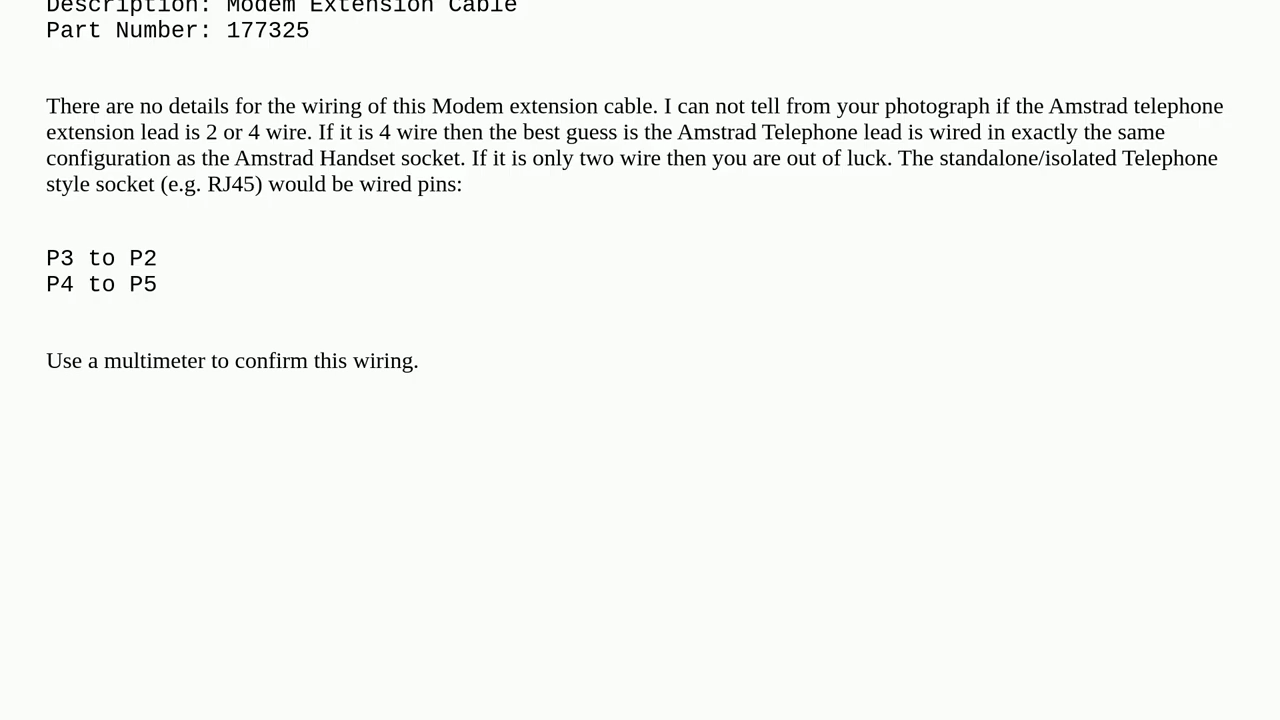 Description: Modem Extension Cable
Part Number: 177325
There are no details for the wiring of this Modem extension cable. I can not tell from your photograph if the Amstrad telephone
extension lead is 2 or 4 wire. If it is 4 wire then the best guess is the Amstrad Telephone lead is wired in exactly the same
configuration as the Amstrad Handset socket. If it is only two wire then you are out of luck. The standalone/isolated Telephone
style socket (e.g. RJ45) would be wired pins:
P3 to P2
P4 to P5
Use a multimeter to confirm this wiring.